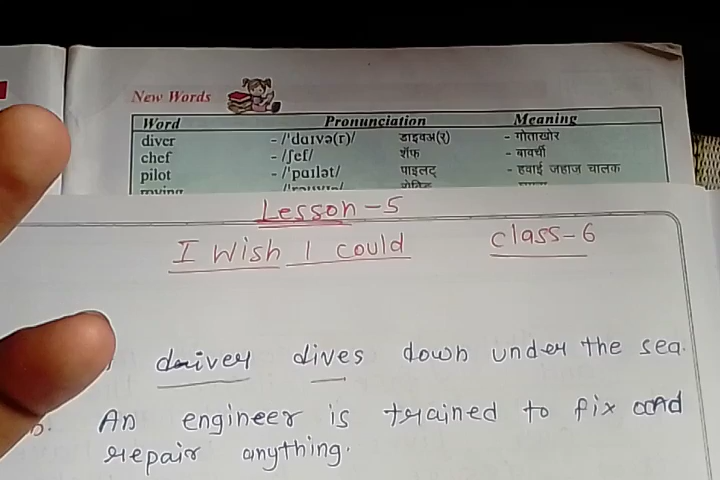 New Words
Word Pronunciation Meaning
diver - /'daɪvə(r)/ डाइवअ(र्) - गोताखोर
chef - /ʃef/ शॅफ् - बावर्ची
pilot - /'paɪlət/ पाइलट् - हवाई जहाज चालक
Lesson-5
I Wish I could class-6
draiver dives down under the sea.
b. An engineer is trained to fix and
repair anything.